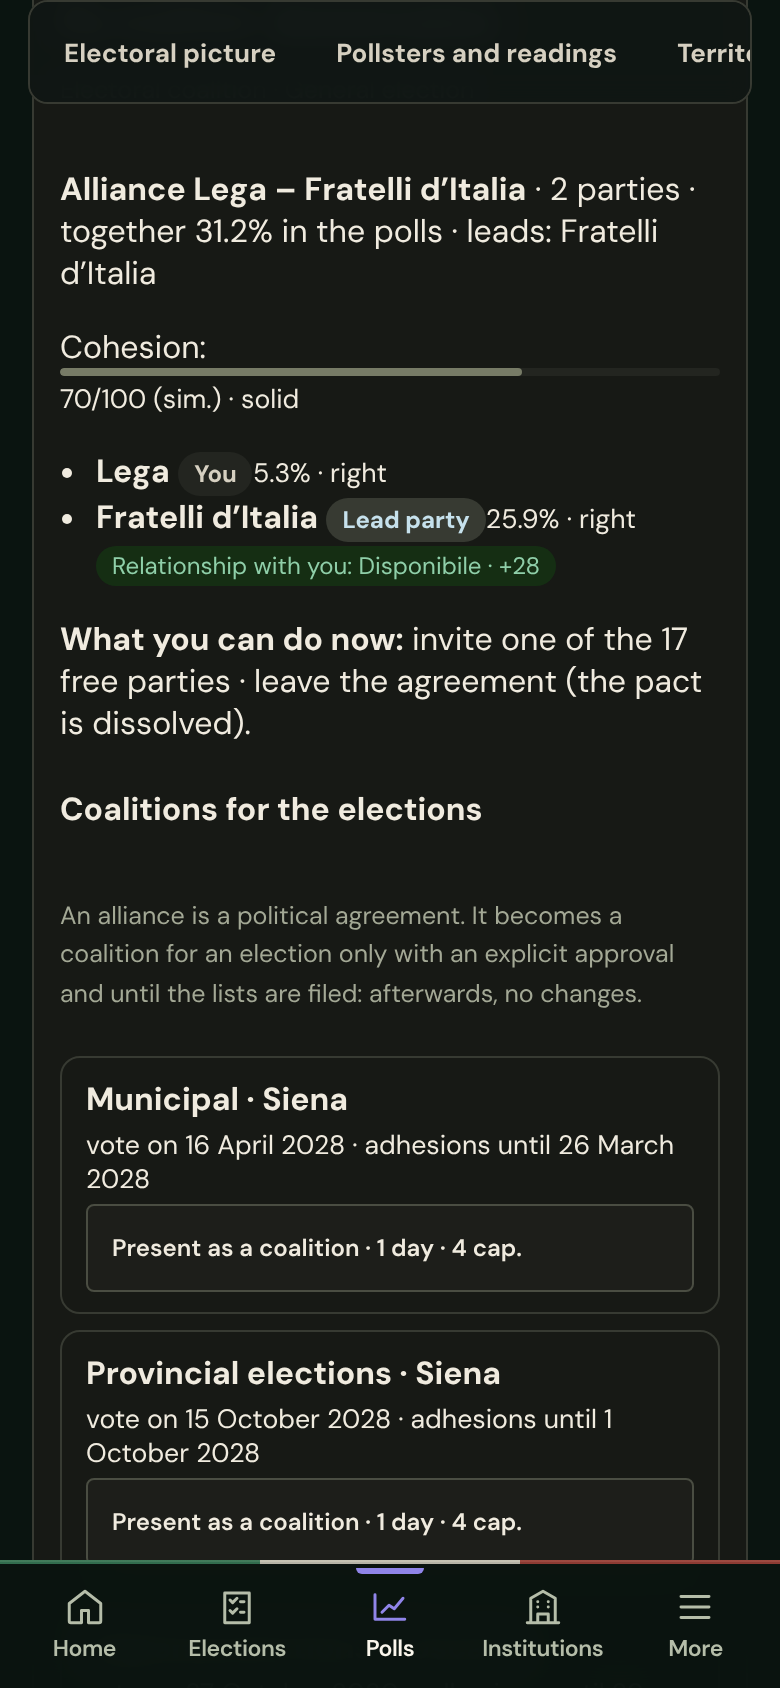 Electoral picture Pollsters and readings
Alliance Lega – Fratelli d’Italia · 2 parties ·
together 31.2% in the polls · leads: Fratelli
d’Italia
Cohesion:
70/100 (sim.) · solid
• Lega You 5.3% · right
• Fratelli d’Italia Lead party 25.9% · right
Relationship with you: Disponibile · +28
What you can do now: invite one of the 17
free parties · leave the agreement (the pact
is dissolved).
Coalitions for the elections
An alliance is a political agreement. It becomes a
coalition for an election only with an explicit approval
and until the lists are filed: afterwards, no changes.
Municipal · Siena
vote on 16 April 2028 · adhesions until 26 March
2028
Present as a coalition · 1 day · 4 cap.
Provincial elections · Siena
vote on 15 October 2028 · adhesions until 1
October 2028
Present as a coalition · 1 day · 4 cap.
Home Elections Polls Institutions More